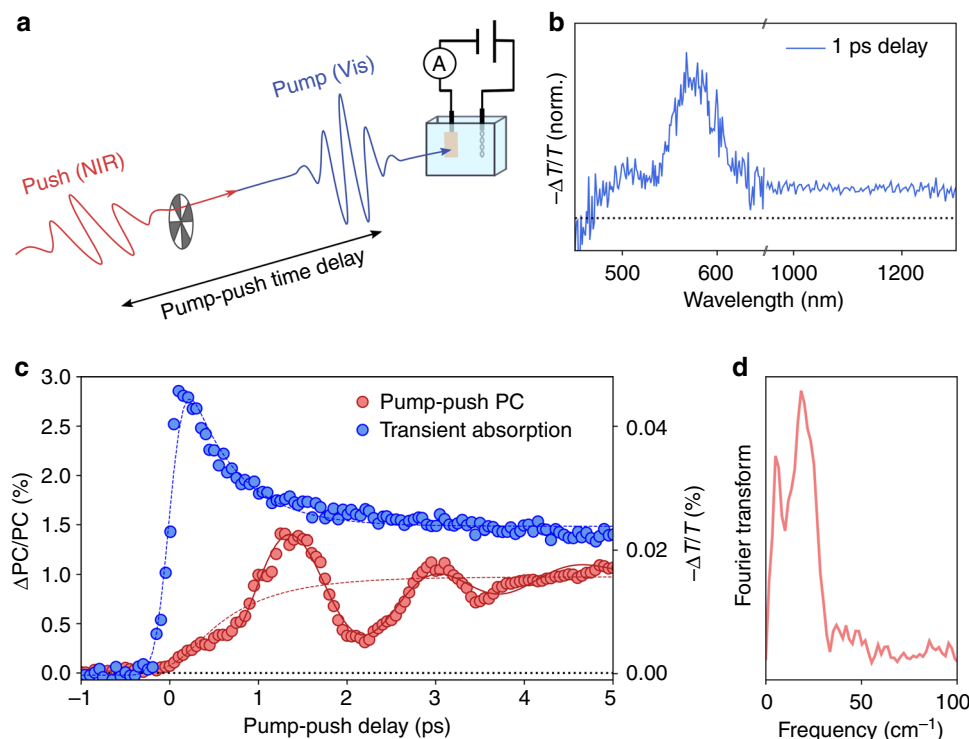 a
Push (NIR)
Pump (Vis)
A
Pump-push time delay
b
−ΔT/T (norm.)
1 ps delay
500
600
1000
1200
Wavelength (nm)
c
ΔPC/PC (%)
3.0
2.5
2.0
1.5
1.0
0.5
0.0
Pump-push PC
Transient absorption
0.04
0.02
0.00
−ΔT/T (%)
−1
0
1
2
3
4
5
Pump-push delay (ps)
d
Fourier transform
0
50
100
Frequency (cm⁻¹)